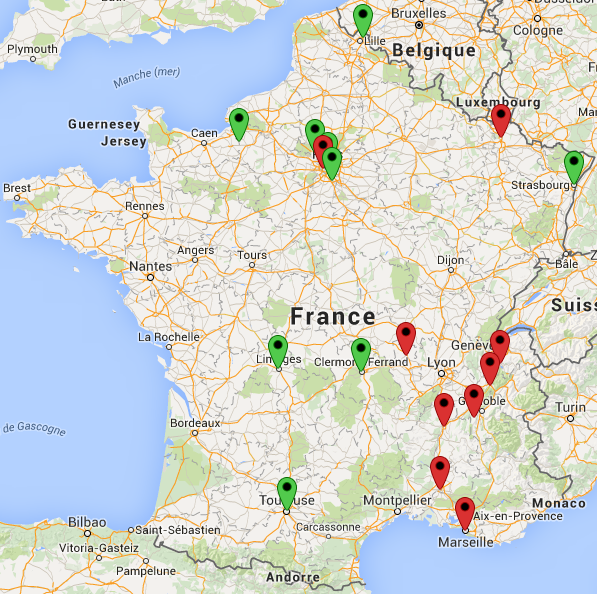 Bruxelles
Düsseldorf
Plymouth
Lille
Belgique
Cologne
Manche (mer)
Luxembourg
Guernesey
Jersey
Caen
Strasbourg
Brest
Rennes
Angers
Tours
Dijon
Bâle
Nantes
France
Suiss
La Rochelle
Limoges
Clermont Ferrand
Genève
Lyon
Grenoble
Turin
de Gascogne
Bordeaux
Toulouse
Montpellier
Monaco
Aix-en-Provence
Bilbao
Saint-Sébastien
Carcassonne
Marseille
Vitoria-Gasteiz
Pampelune
Andorre